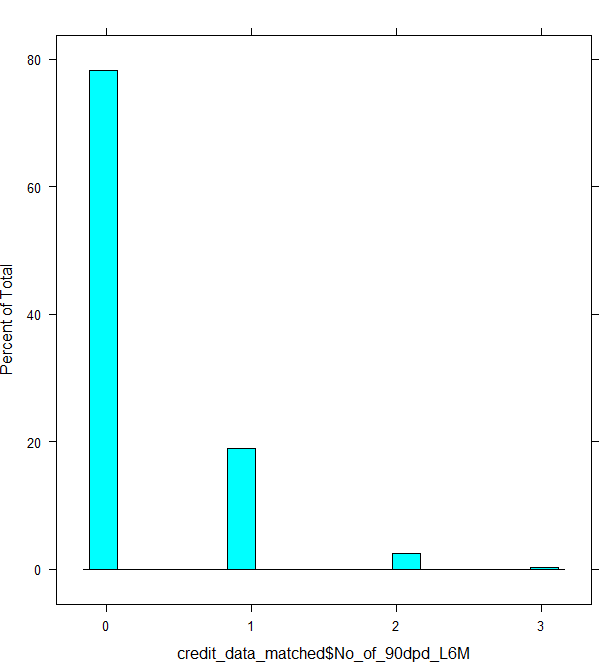 80
60
40
20
0
Percent of Total
0 1 2 3
credit_data_matched$No_of_90dpd_L6M